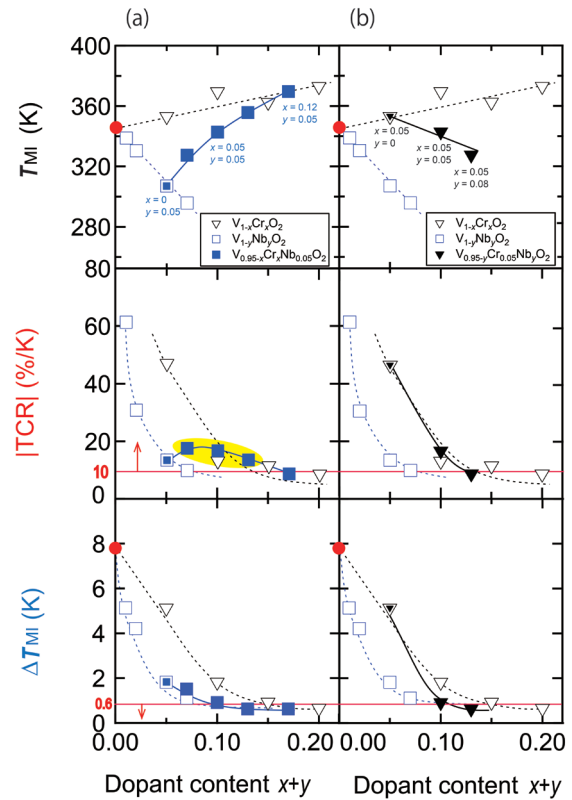 (a)
(b)
400
360
320
280
TMI (K)
x = 0.12
y = 0.05
x = 0.05
y = 0.05
x = 0
y = 0.05
V1-xCrxO2
V1-yNbyO2
V0.95-xCrxNb0.05O2
x = 0.05
y = 0
x = 0.05
y = 0.05
x = 0.05
y = 0.08
V1-xCrxO2
V1-yNbyO2
V0.95-yCr0.05NbyO2
80
60
40
20
10
0
|TCR| (%/K)
8
6
4
2
0.6
0
ΔTMI (K)
0.00
0.10
0.20
0.00
0.10
0.20
Dopant content x+y
Dopant content x+y